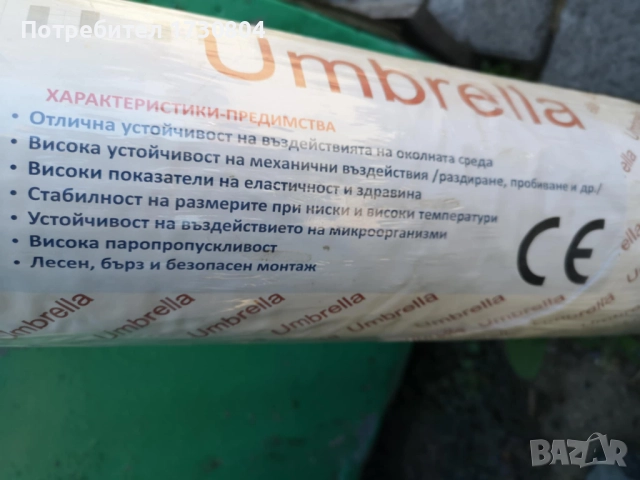 Umbrella
ХАРАКТЕРИСТИКИ-ПРЕДИМСТВА
• Отлична устойчивост на въздействията на околната среда
• Висока устойчивост на механични въздействия /раздиране, пробиване и др./
• Високи показатели на еластичност и здравина
• Стабилност на размерите при ниски и високи температури
• Устойчивост на въздействието на микроорганизми
• Висока паропропускливост
• Лесен, бърз и безопасен монтаж
CE
Umbrella Umbrella Umbrella Umbrella
BAZAR